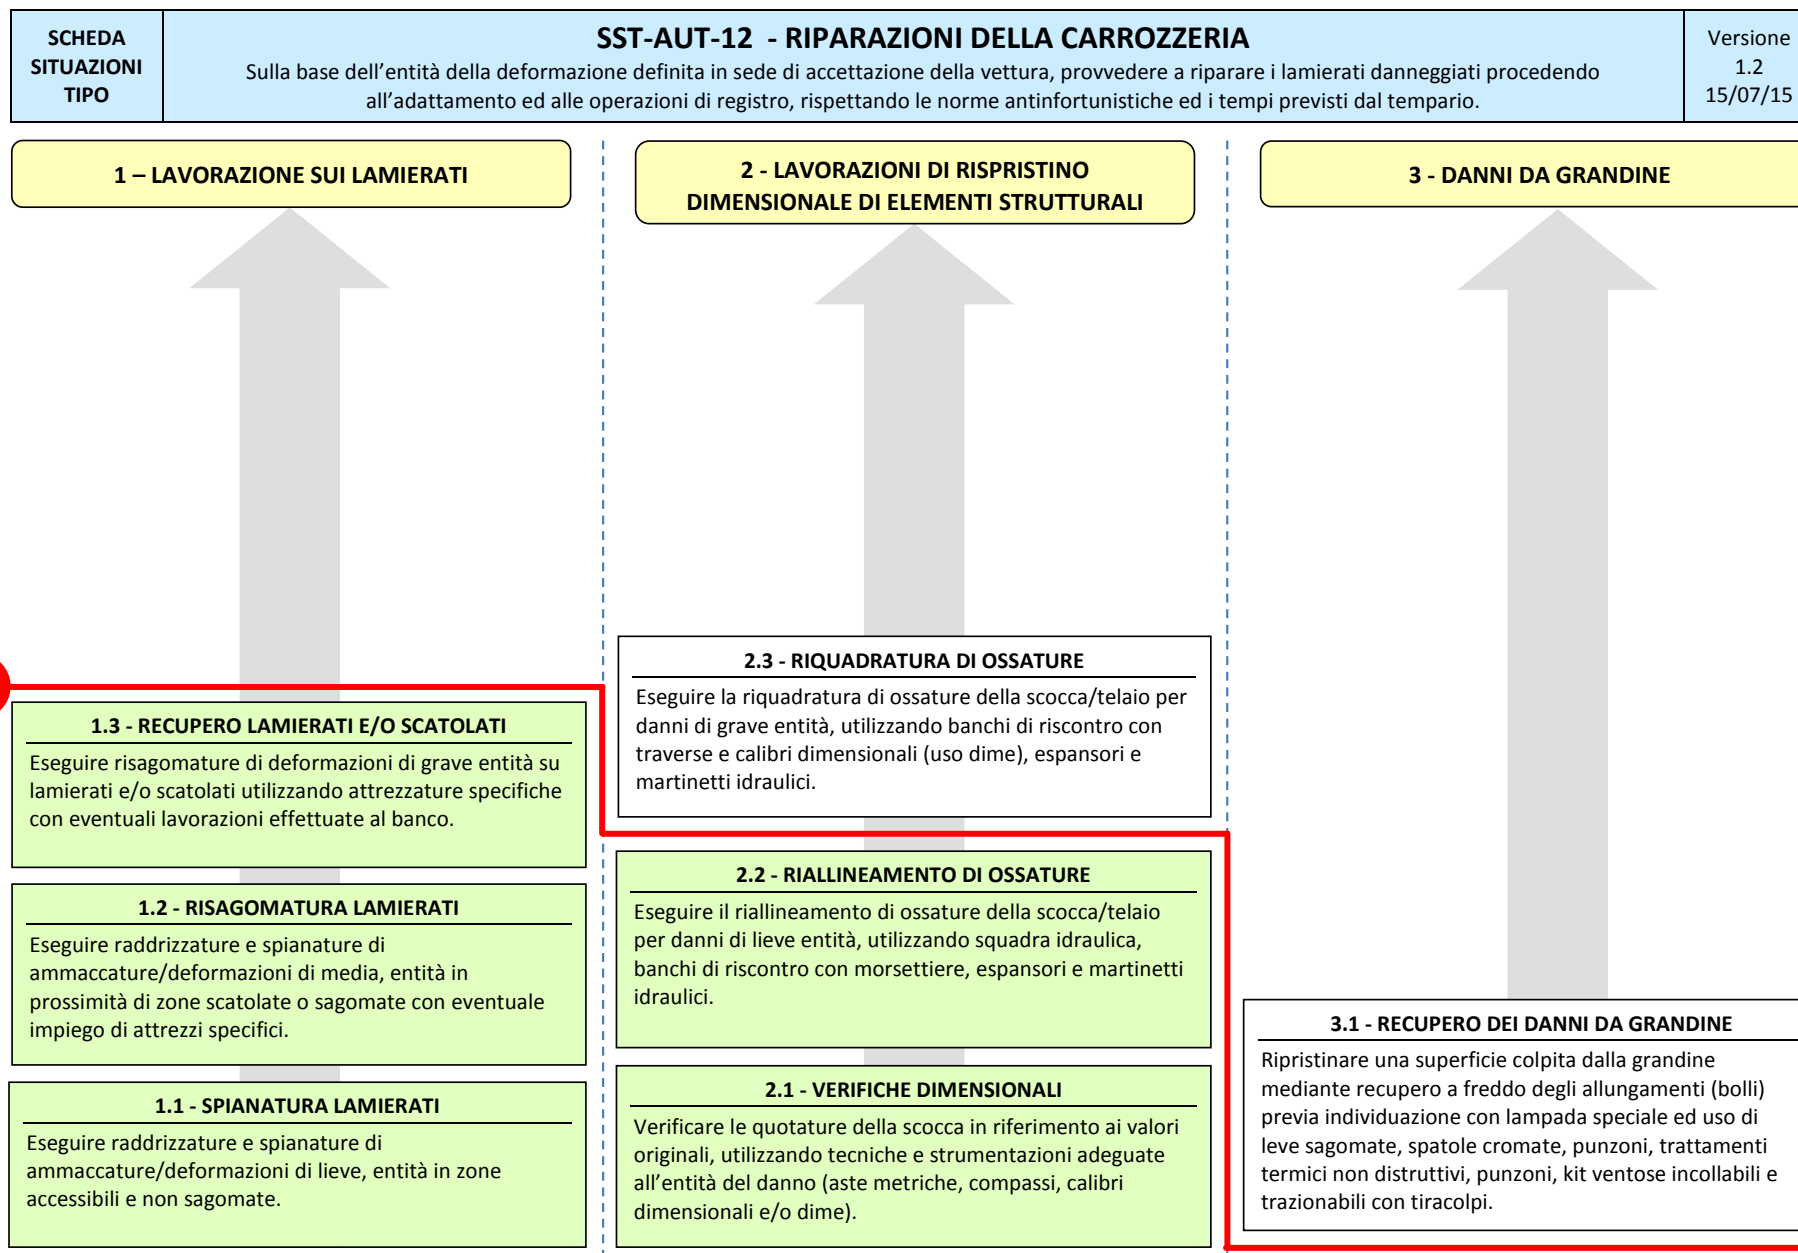 SCHEDA
SITUAZIONI
TIPO
SST-AUT-12 - RIPARAZIONI DELLA CARROZZERIA
Sulla base dell'entità della deformazione definita in sede di accettazione della vettura, provvedere a riparare i lamierati danneggiati procedendo
all'adattamento ed alle operazioni di registro, rispettando le norme antinfortunistiche ed i tempi previsti dal tempario.
Versione
1.2
15/07/15
1 – LAVORAZIONE SUI LAMIERATI
1.3 - RECUPERO LAMIERATI E/O SCATOLATI
Eseguire risagomature di deformazioni di grave entità su
lamierati e/o scatolati utilizzando attrezzature specifiche
con eventuali lavorazioni effettuate al banco.
1.2 - RISAGOMATURA LAMIERATI
Eseguire raddrizzature e spianature di
ammaccature/deformazioni di media, entità in
prossimità di zone scatolate o sagomate con eventuale
impiego di attrezzi specifici.
1.1 - SPIANATURA LAMIERATI
Eseguire raddrizzature e spianature di
ammaccature/deformazioni di lieve, entità in zone
accessibili e non sagomate.
2 - LAVORAZIONI DI RISPRISTINO
DIMENSIONALE DI ELEMENTI STRUTTURALI
2.3 - RIQUADRATURA DI OSSATURE
Eseguire la riquadratura di ossature della scocca/telaio per
danni di grave entità, utilizzando banchi di riscontro con
traverse e calibri dimensionali (uso dime), espansori e
martinetti idraulici.
2.2 - RIALLINEAMENTO DI OSSATURE
Eseguire il riallineamento di ossature della scocca/telaio
per danni di lieve entità, utilizzando squadra idraulica,
banchi di riscontro con morsettiere, espansori e martinetti
idraulici.
2.1 - VERIFICHE DIMENSIONALI
Verificare le quotature della scocca in riferimento ai valori
originali, utilizzando tecniche e strumentazioni adeguate
all'entità del danno (aste metriche, compassi, calibri
dimensionali e/o dime).
3 - DANNI DA GRANDINE
3.1 - RECUPERO DEI DANNI DA GRANDINE
Ripristinare una superficie colpita dalla grandine
mediante recupero a freddo degli allungamenti (bolli)
previa individuazione con lampada speciale ed uso di
leve sagomate, spatole cromate, punzoni, trattamenti
termici non distruttivi, punzoni, kit ventose incollabili e
trazionabili con tiracolpi.